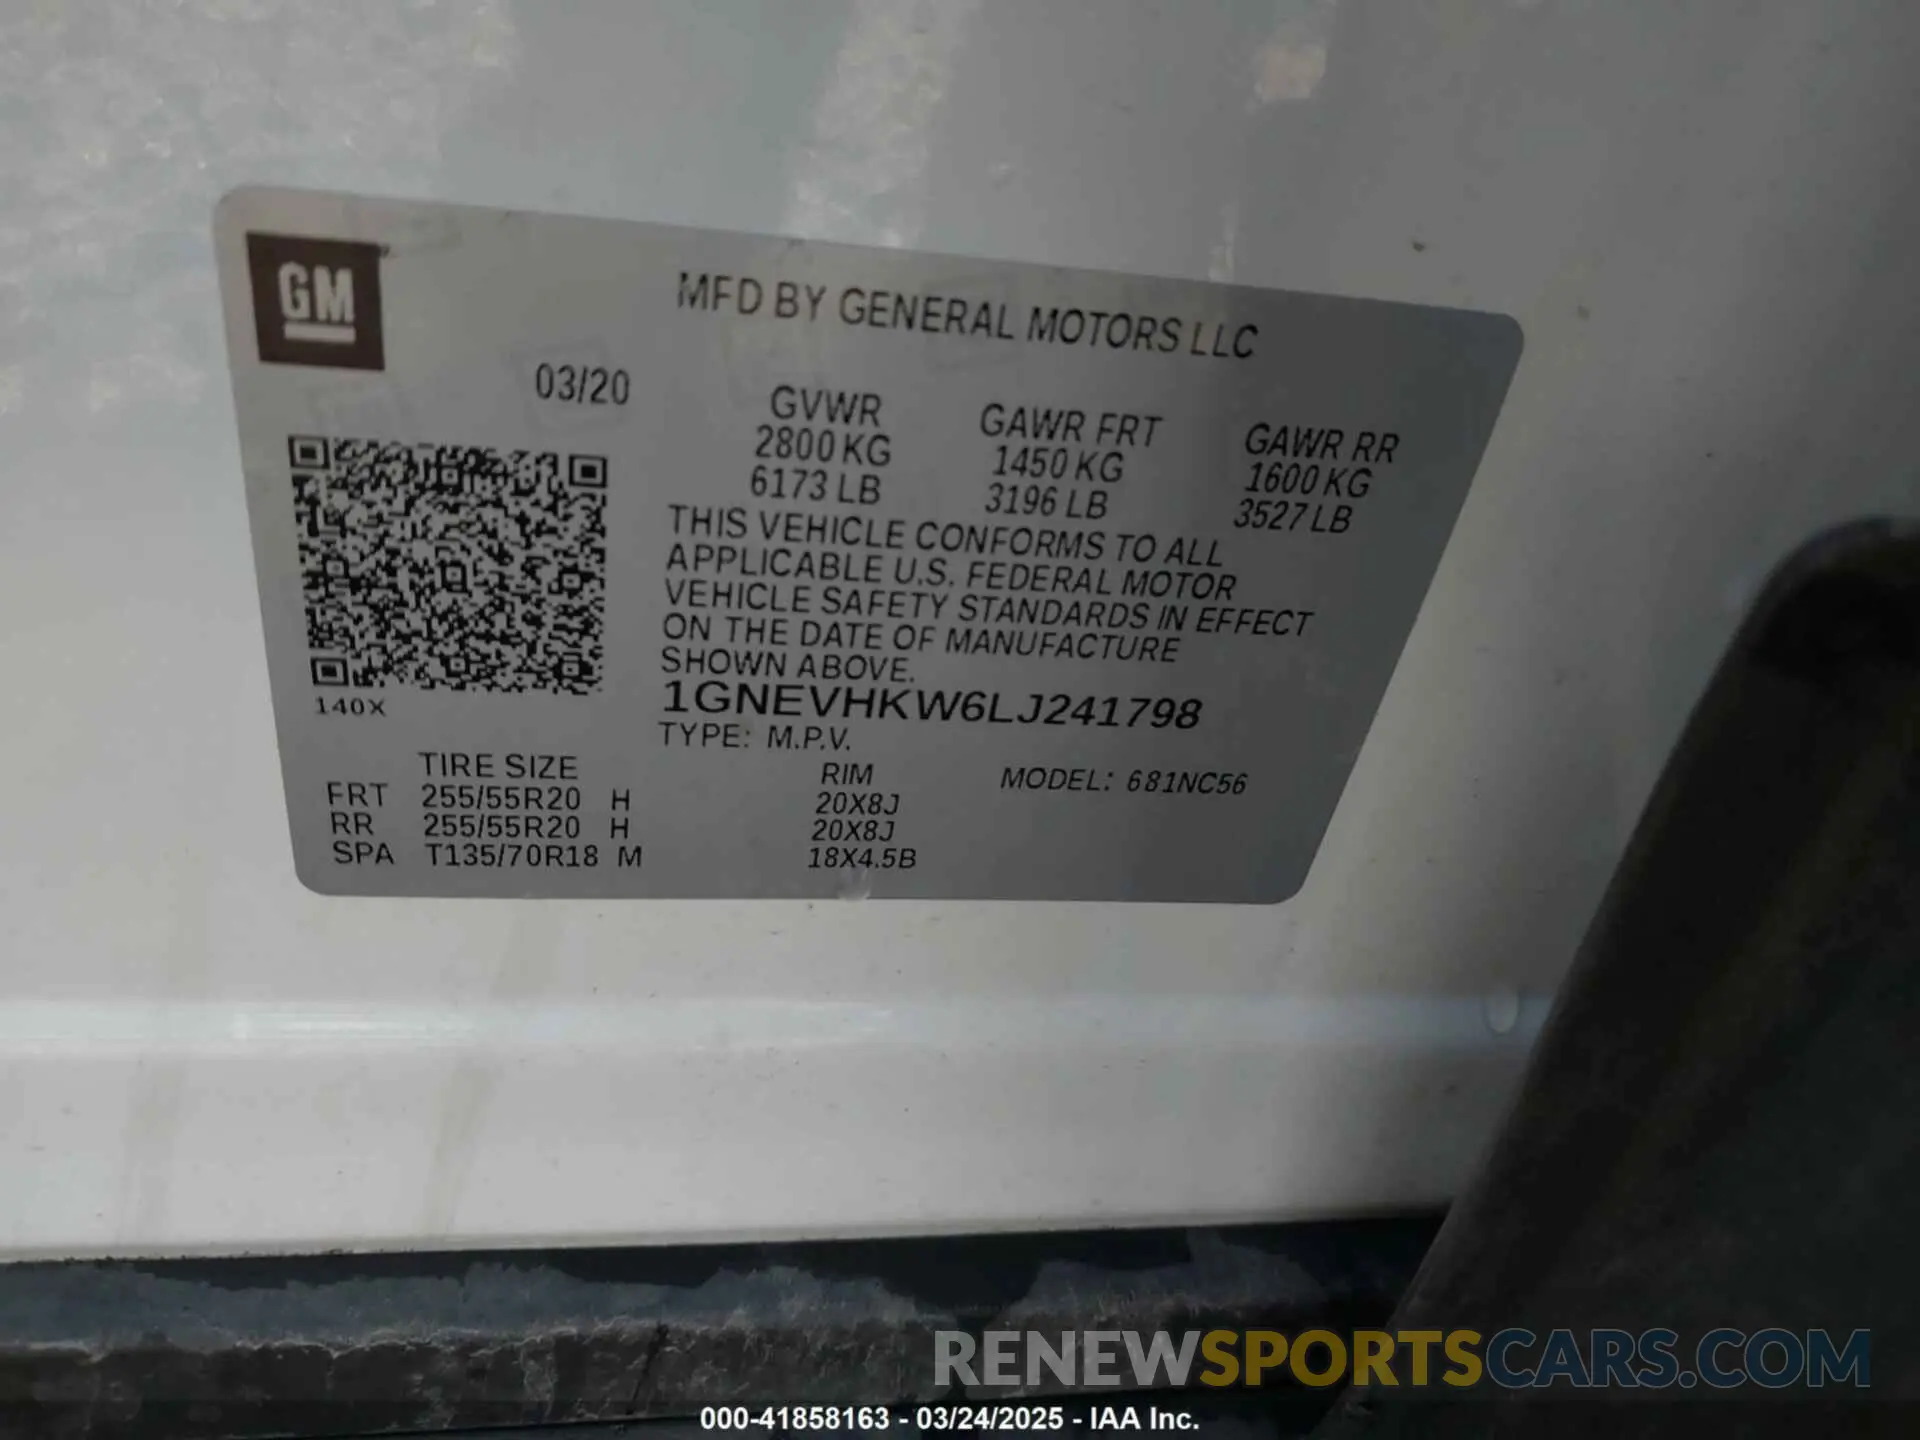 GM
MFD BY GENERAL MOTORS LLC
03/20
GVWR GAWR FRT GAWR RR
2800 KG 1450 KG 1600 KG
6173 LB 3196 LB 3527 LB
THIS VEHICLE CONFORMS TO ALL
APPLICABLE U.S. FEDERAL MOTOR
VEHICLE SAFETY STANDARDS IN EFFECT
ON THE DATE OF MANUFACTURE
SHOWN ABOVE.
1GNEVHKW6LJ241798
140X
TYPE: M.P.V.
TIRE SIZE RIM MODEL: 681NC56
FRT 255/55R20 H 20X8J
RR 255/55R20 H 20X8J
SPA T135/70R18 M 18X4.5B
RENEWSPORTSCARS.COM
000-41858163 - 03/24/2025 - IAA Inc.